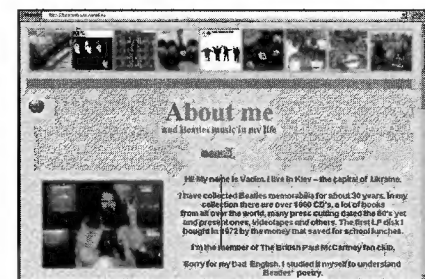 About me
and Beatles music in my life
Hi! My name is Vadim. I live in Kiev – the capital of Ukraine.
I have collected Beatles memorabilia for about 30 years. In my
collection there are over 1000 CD's, a lot of books
from all over the world, many press cutting dated the 60's yet
and present ones, videotapes and others. The first LP disk I
bought in 1972 by the money that saved for school lunches.
I'm the member of The British Paul McCartney fan club.
Sorry for my bad English. I studied it myself to understand
Beatles' poetry.